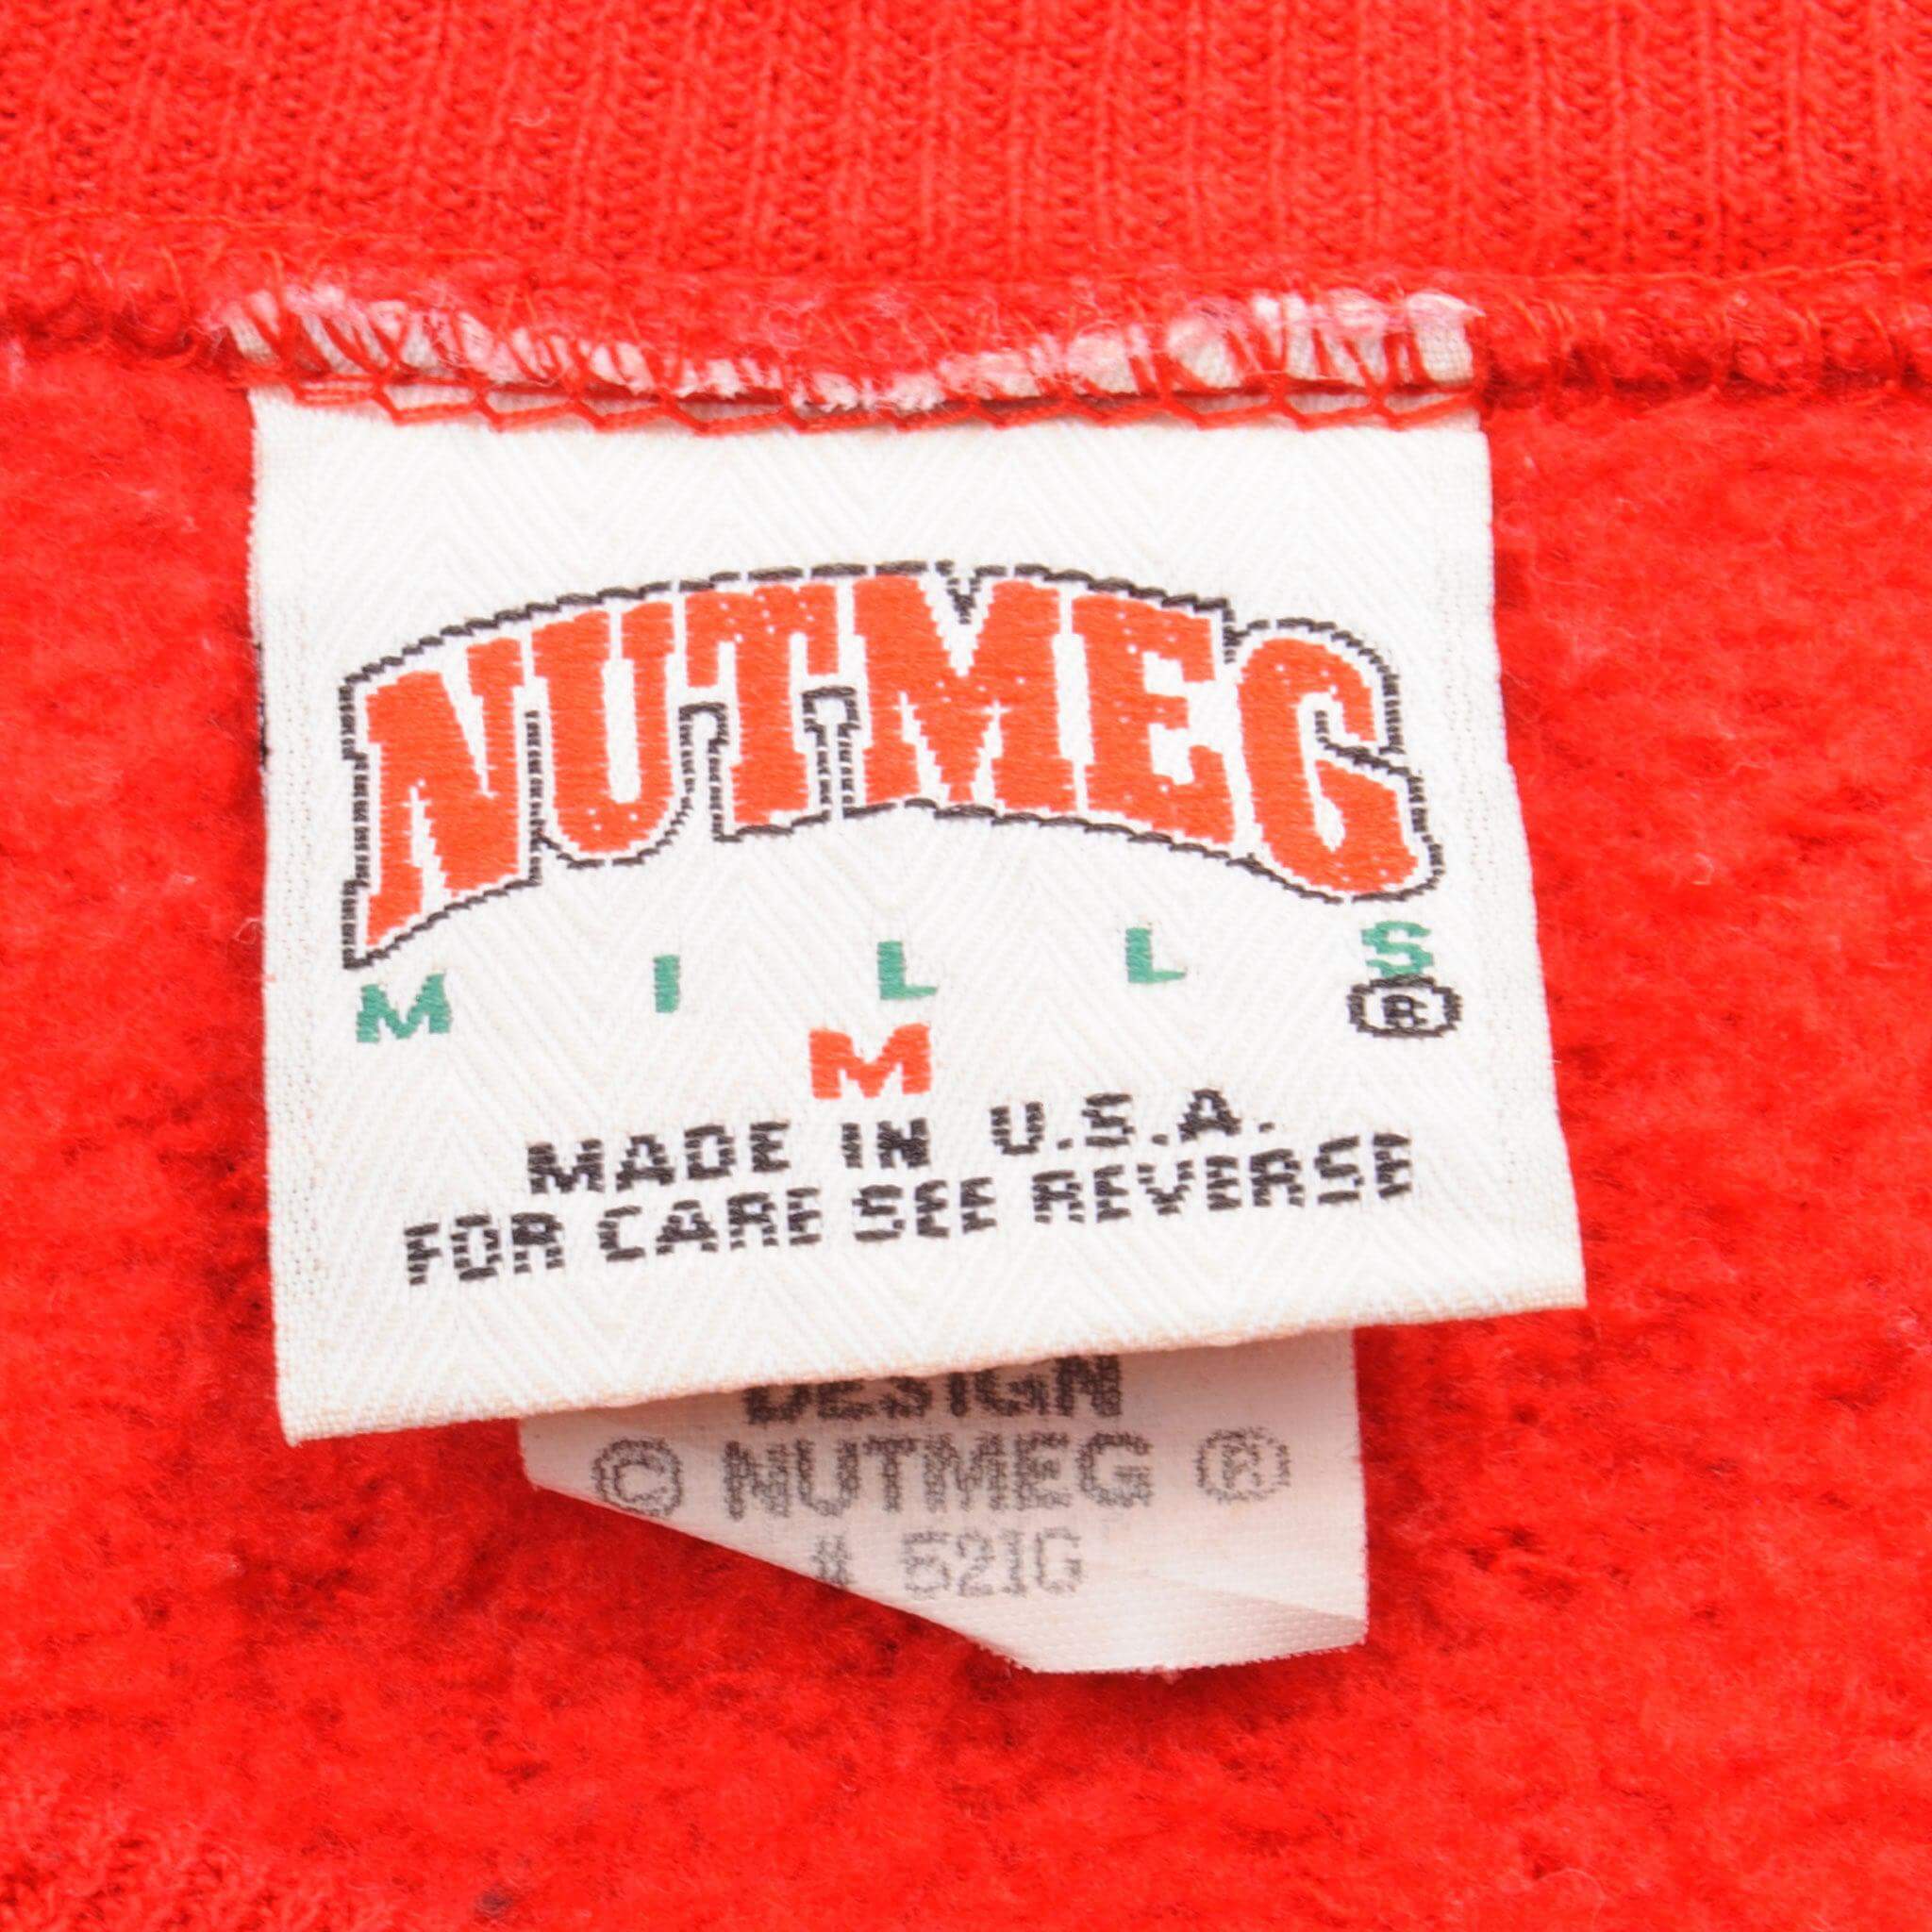 NUTMEG
MILLS
®
M
MADE IN U.S.A.
FOR CARE SEE REVERSE
DESIGN
© NUTMEG ®
# 521G